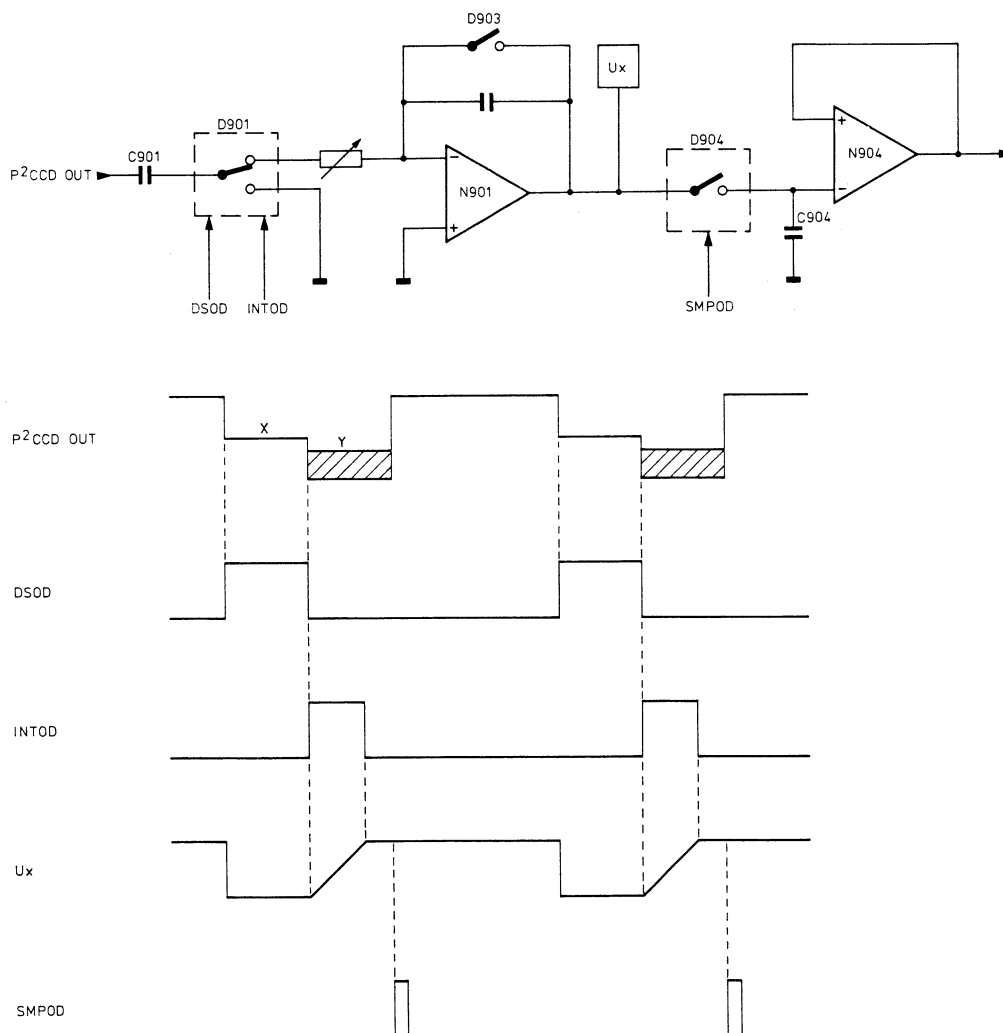 D903
Ux
D901
D904
C901
P²CCD OUT
N901
N904
C904
DSOD
INTOD
SMPOD
P²CCD OUT
X
Y
DSOD
INTOD
Ux
SMPOD